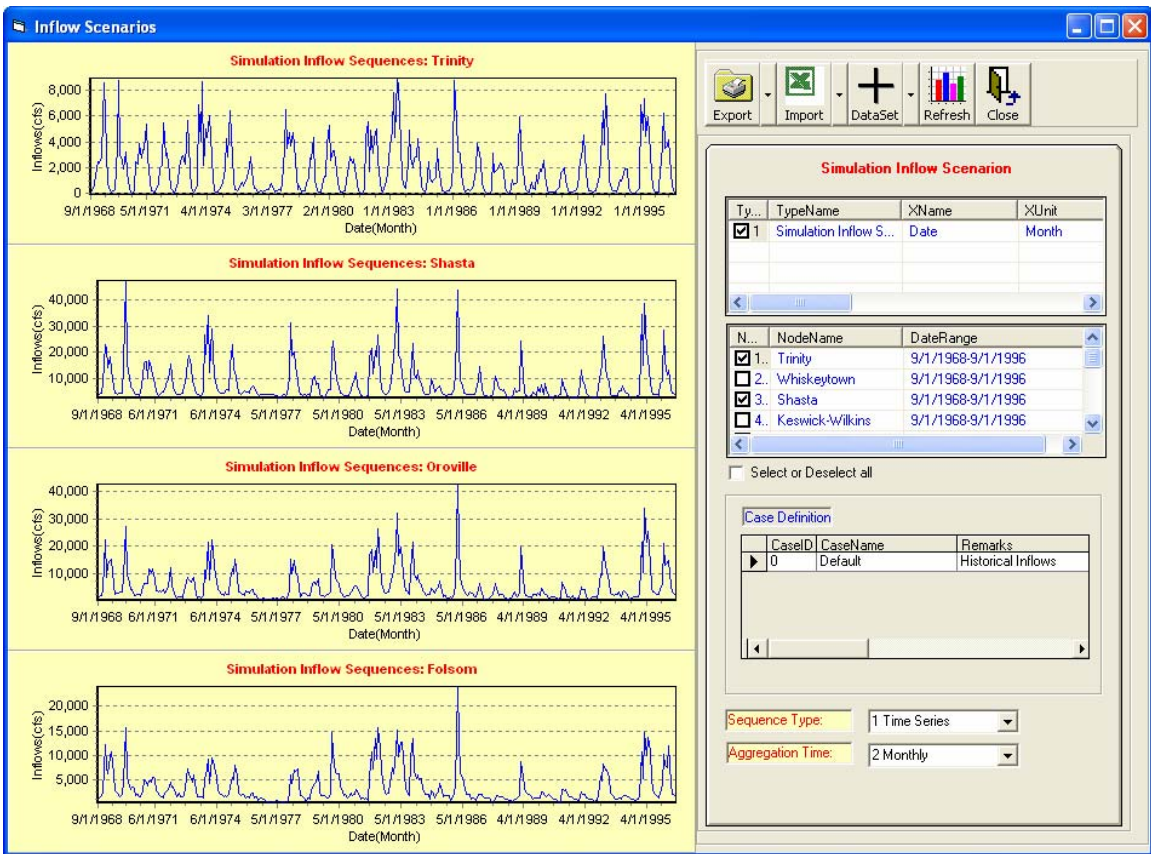 Inflow Scenarios
Simulation Inflow Sequences: Trinity
Inflows(cfs)
8,000
6,000
4,000
2,000
0
9/1/1968 5/1/1971 4/1/1974 3/1/1977 2/1/1980 1/1/1983 1/1/1986 1/1/1989 1/1/1992 1/1/1995
Date(Month)
Simulation Inflow Sequences: Shasta
Inflows(cfs)
40,000
30,000
20,000
10,000
9/1/1968 6/1/1971 6/1/1974 5/1/1977 5/1/1980 5/1/1983 5/1/1986 4/1/1989 4/1/1992 4/1/1995
Date(Month)
Simulation Inflow Sequences: Oroville
Inflows(cfs)
40,000
30,000
20,000
10,000
9/1/1968 6/1/1971 6/1/1974 5/1/1977 5/1/1980 5/1/1983 5/1/1986 4/1/1989 4/1/1992 4/1/1995
Date(Month)
Simulation Inflow Sequences: Folsom
Inflows(cfs)
20,000
15,000
10,000
5,000
9/1/1968 6/1/1971 6/1/1974 5/1/1977 5/1/1980 5/1/1983 5/1/1986 4/1/1989 4/1/1992 4/1/1995
Date(Month)
Export Import DataSet Refresh Close
Simulation Inflow Scenarion
Ty... TypeName XName XUnit
1 Simulation Inflow S... Date Month
N... NodeName DateRange
1.. Trinity 9/1/1968-9/1/1996
2.. Whiskeytown 9/1/1968-9/1/1996
3.. Shasta 9/1/1968-9/1/1996
4.. Keswick-Wilkins 9/1/1968-9/1/1996
Select or Deselect all
Case Definition
CaseID CaseName Remarks
0 Default Historical Inflows
Sequence Type: 1 Time Series
Aggregation Time: 2 Monthly